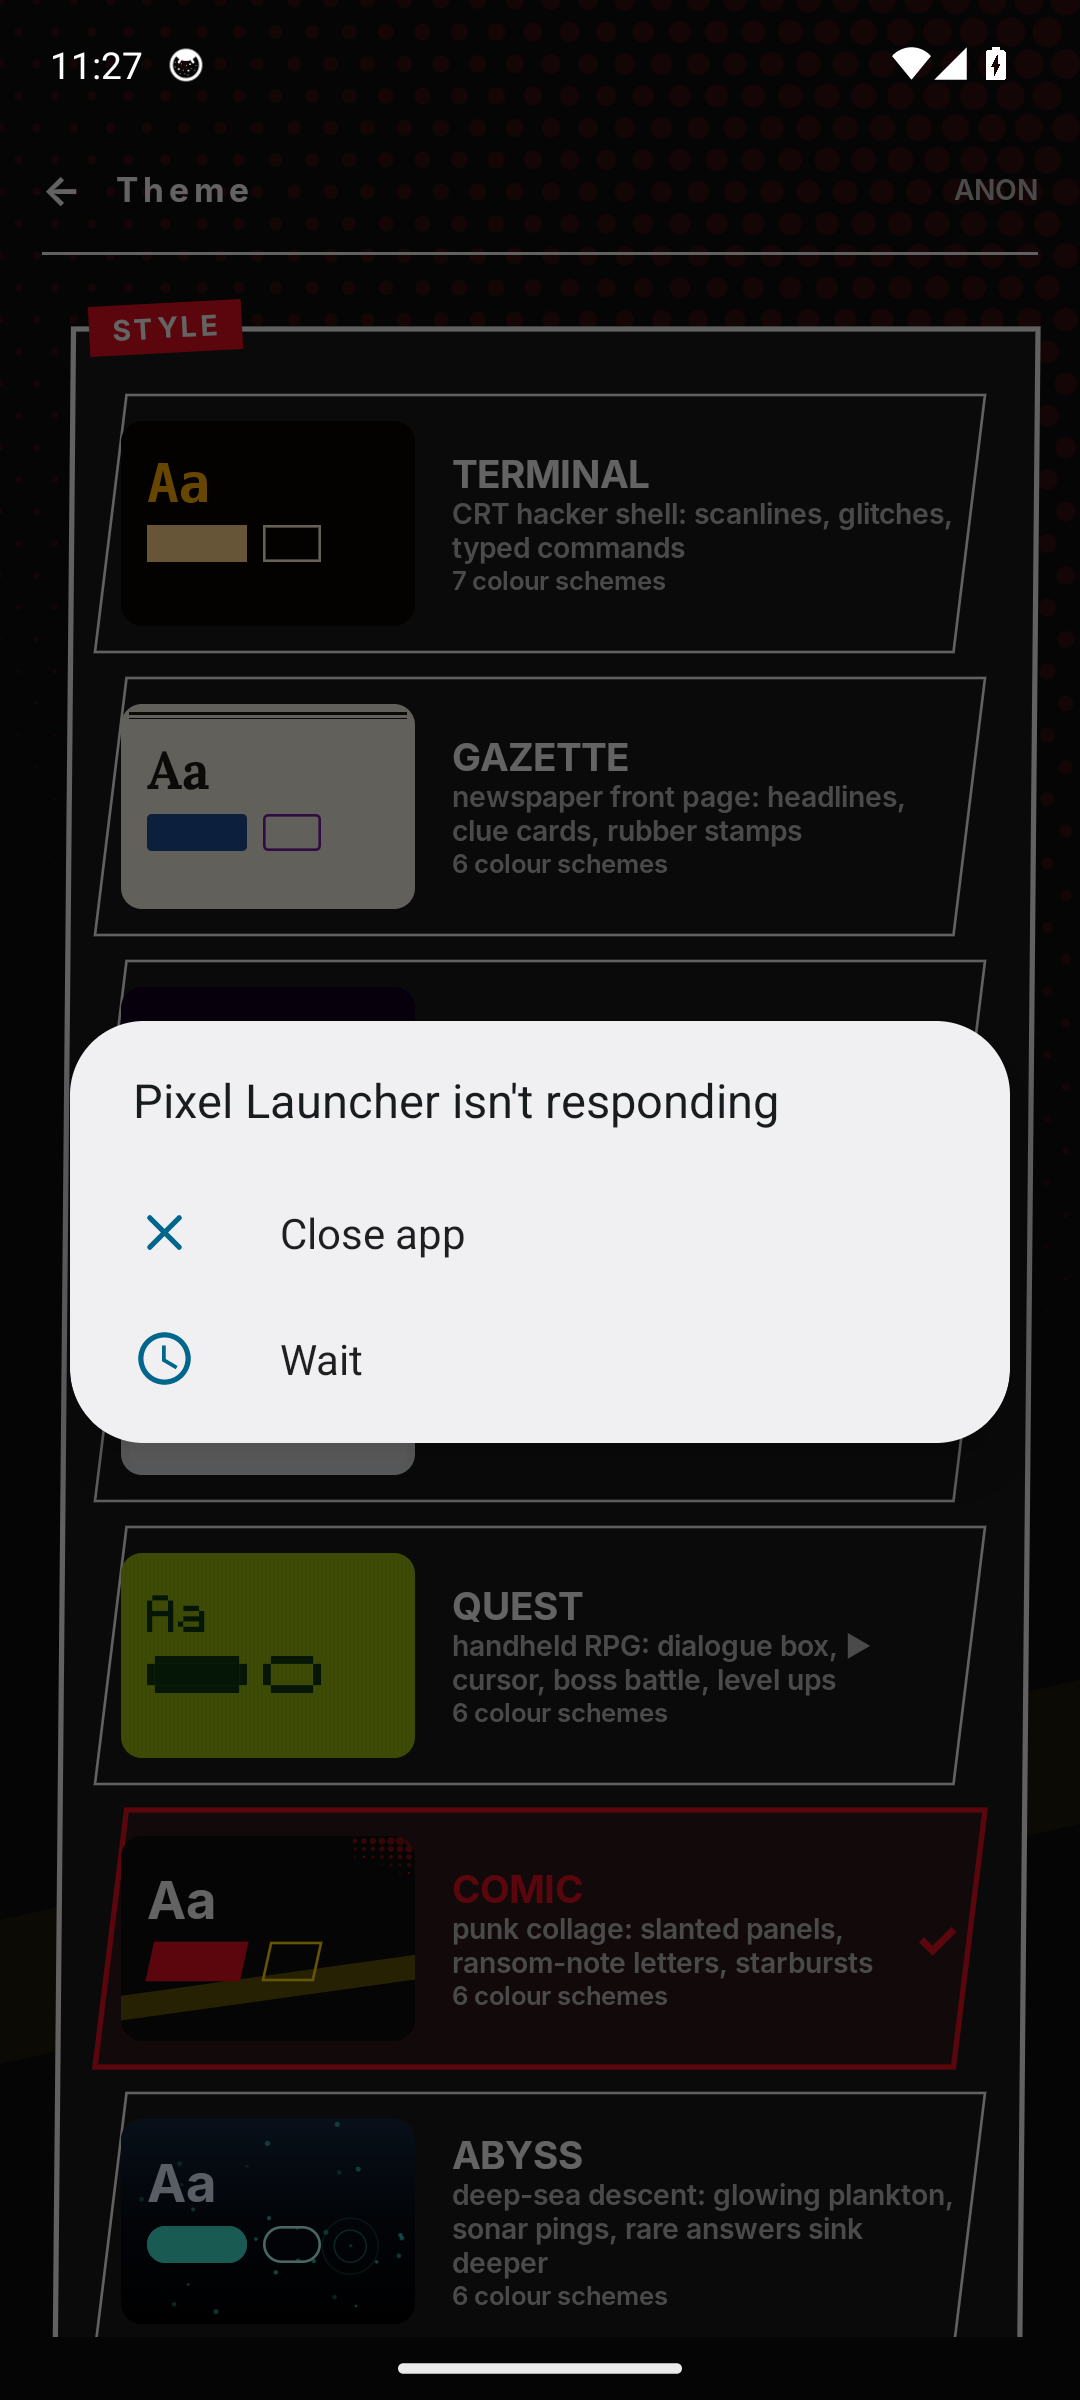 11:27
Theme
ANON
STYLE
Aa
TERMINAL
CRT hacker shell: scanlines, glitches,
typed commands
7 colour schemes
Aa
GAZETTE
newspaper front page: headlines,
clue cards, rubber stamps
6 colour schemes
Pixel Launcher isn't responding
Close app
Wait
Aa
QUEST
handheld RPG: dialogue box, ▶
cursor, boss battle, level ups
6 colour schemes
Aa
COMIC
punk collage: slanted panels,
ransom-note letters, starbursts
6 colour schemes
Aa
ABYSS
deep-sea descent: glowing plankton,
sonar pings, rare answers sink
deeper
6 colour schemes